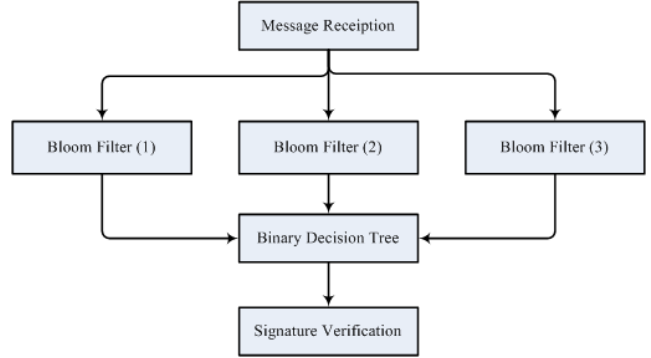 Message Receiption
Bloom Filter (1)
Bloom Filter (2)
Bloom Filter (3)
Binary Decision Tree
Signature Verification